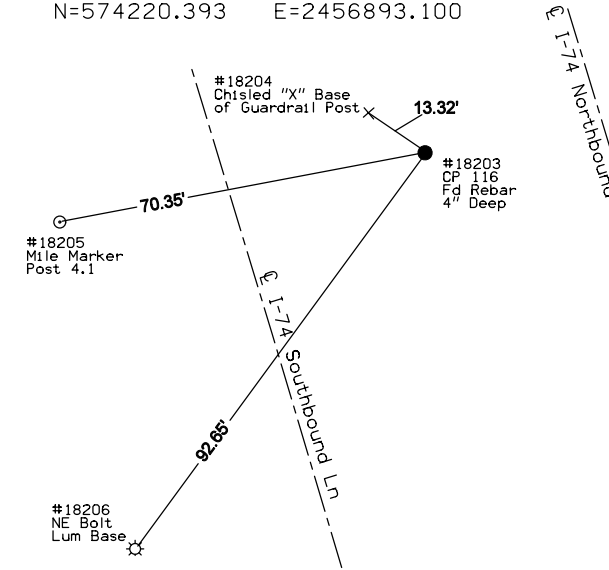 N=574220.393 E=2456893.100
℄ I-74 Northbound
#18204
Chisled "X" Base
of Guardrail Post
13.32'
#18203
CP 116
Fd Rebar
4" Deep
70.35'
#18205
Mile Marker
Post 4.1
℄ I-74 Southbound Ln
92.65'
#18206
NE Bolt
Lum Base